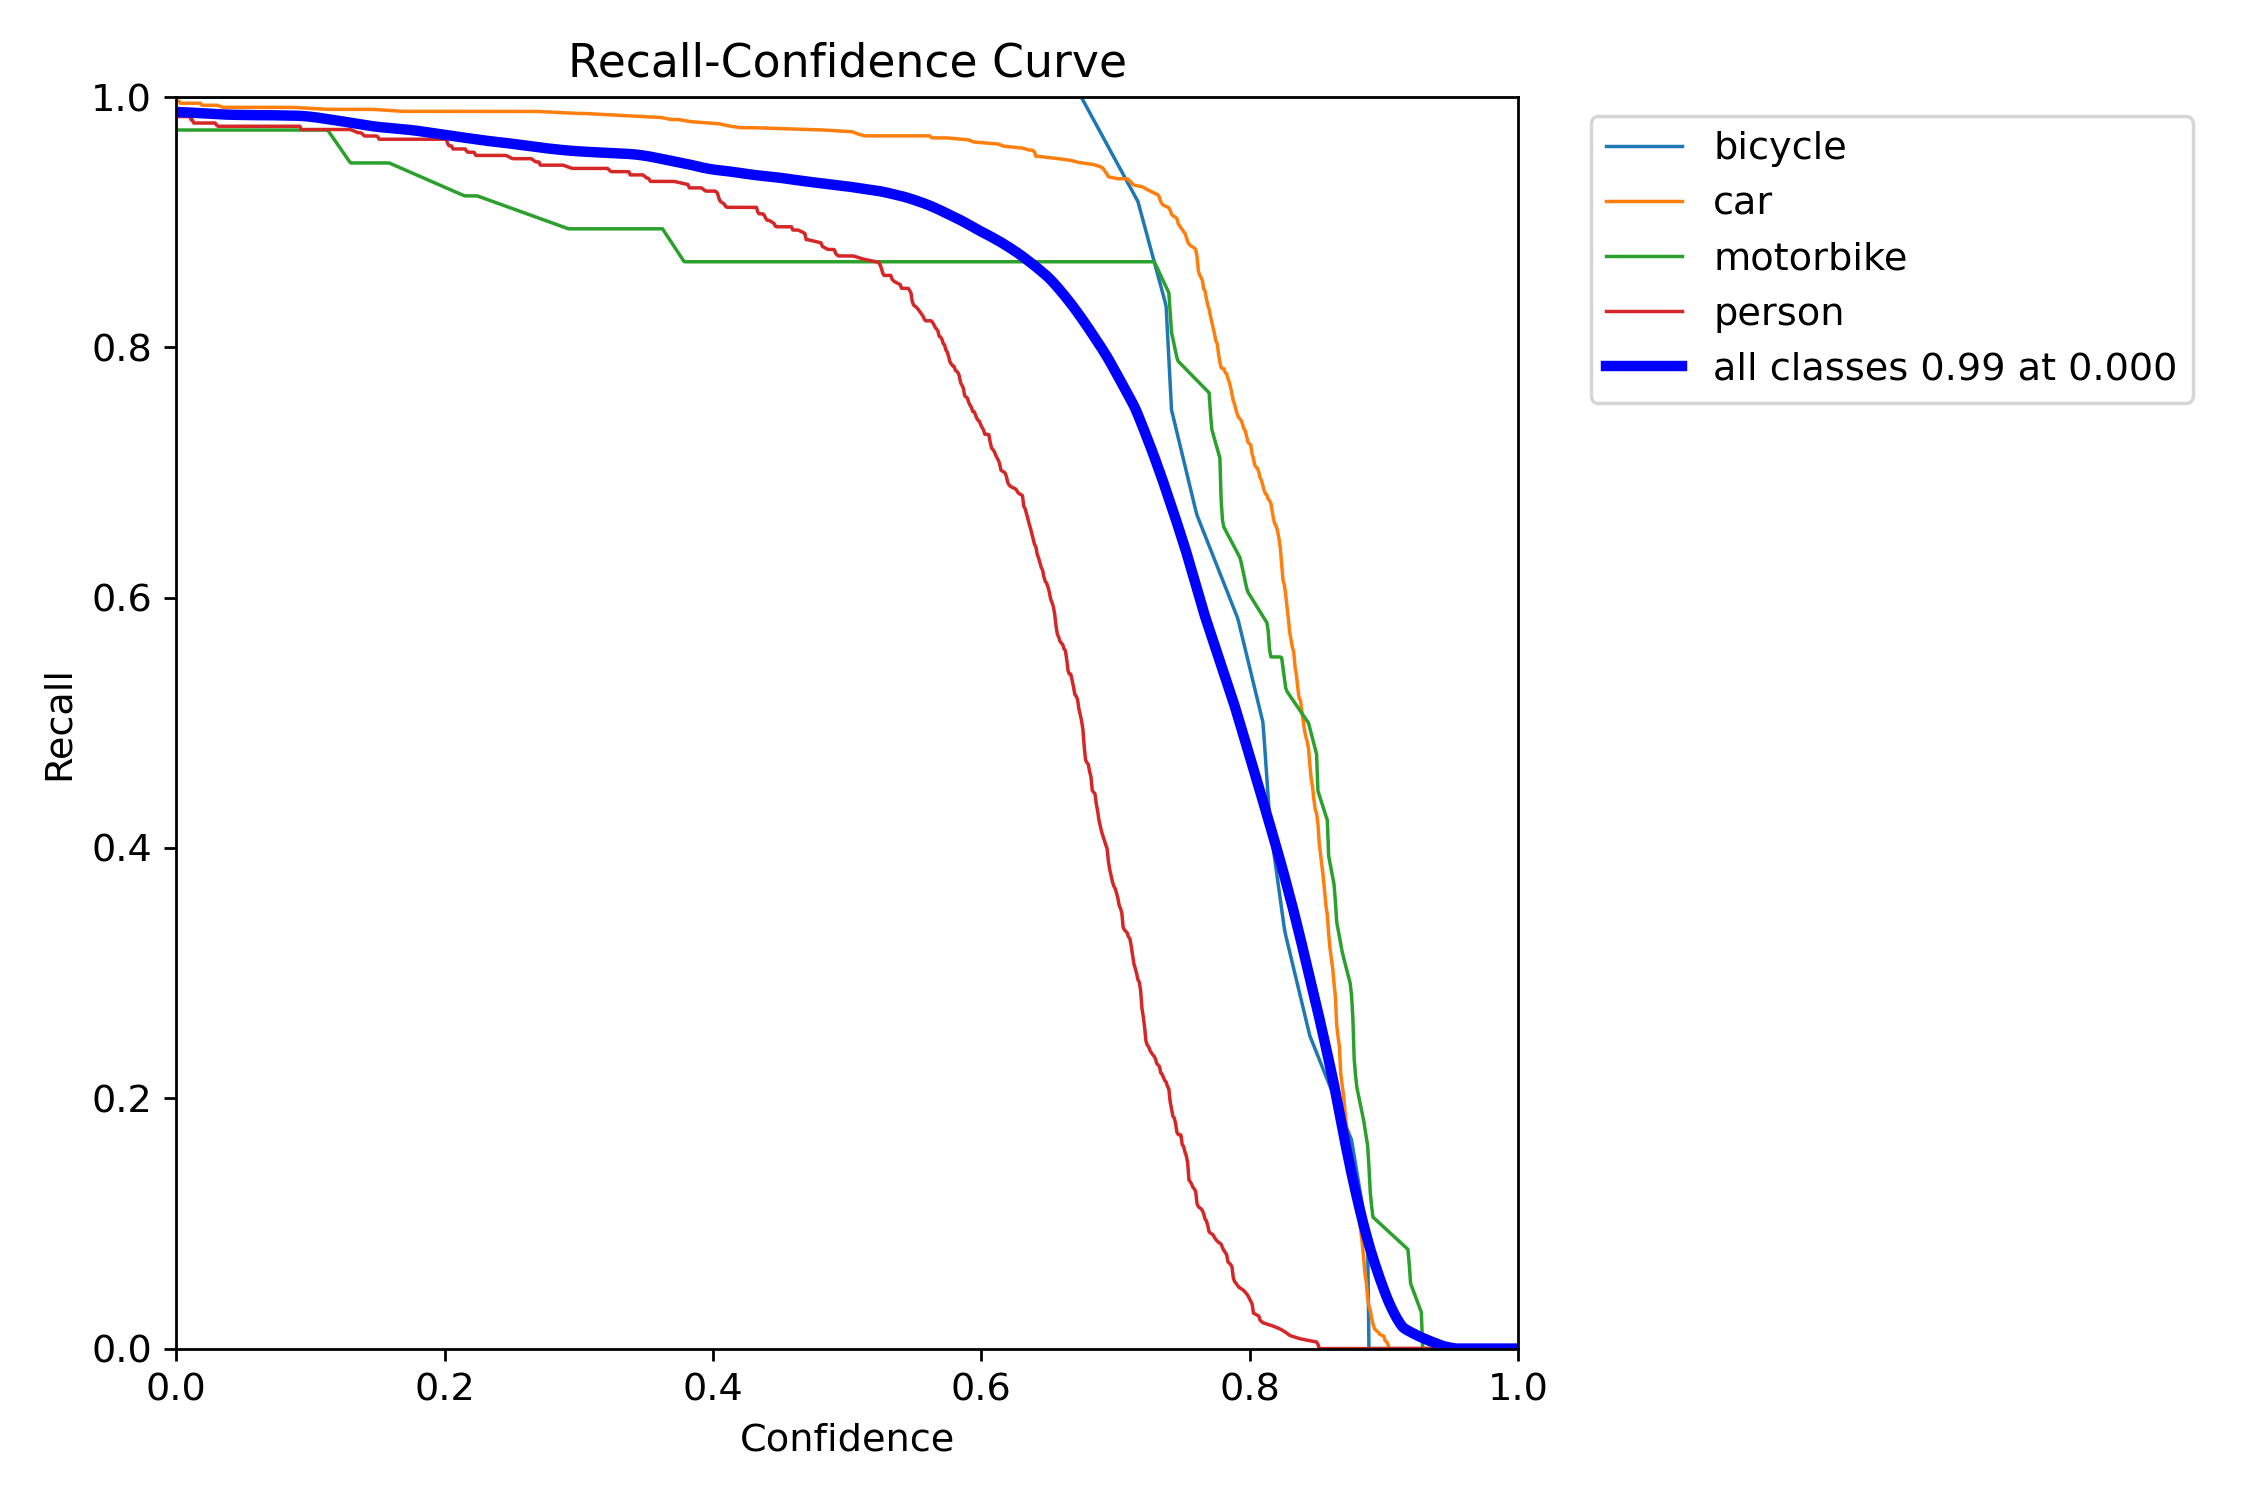 Recall-Confidence Curve
1.0
0.8
0.6
0.4
0.2
0.0
Recall
0.0 0.2 0.4 0.6 0.8 1.0
Confidence
bicycle
car
motorbike
person
all classes 0.99 at 0.000